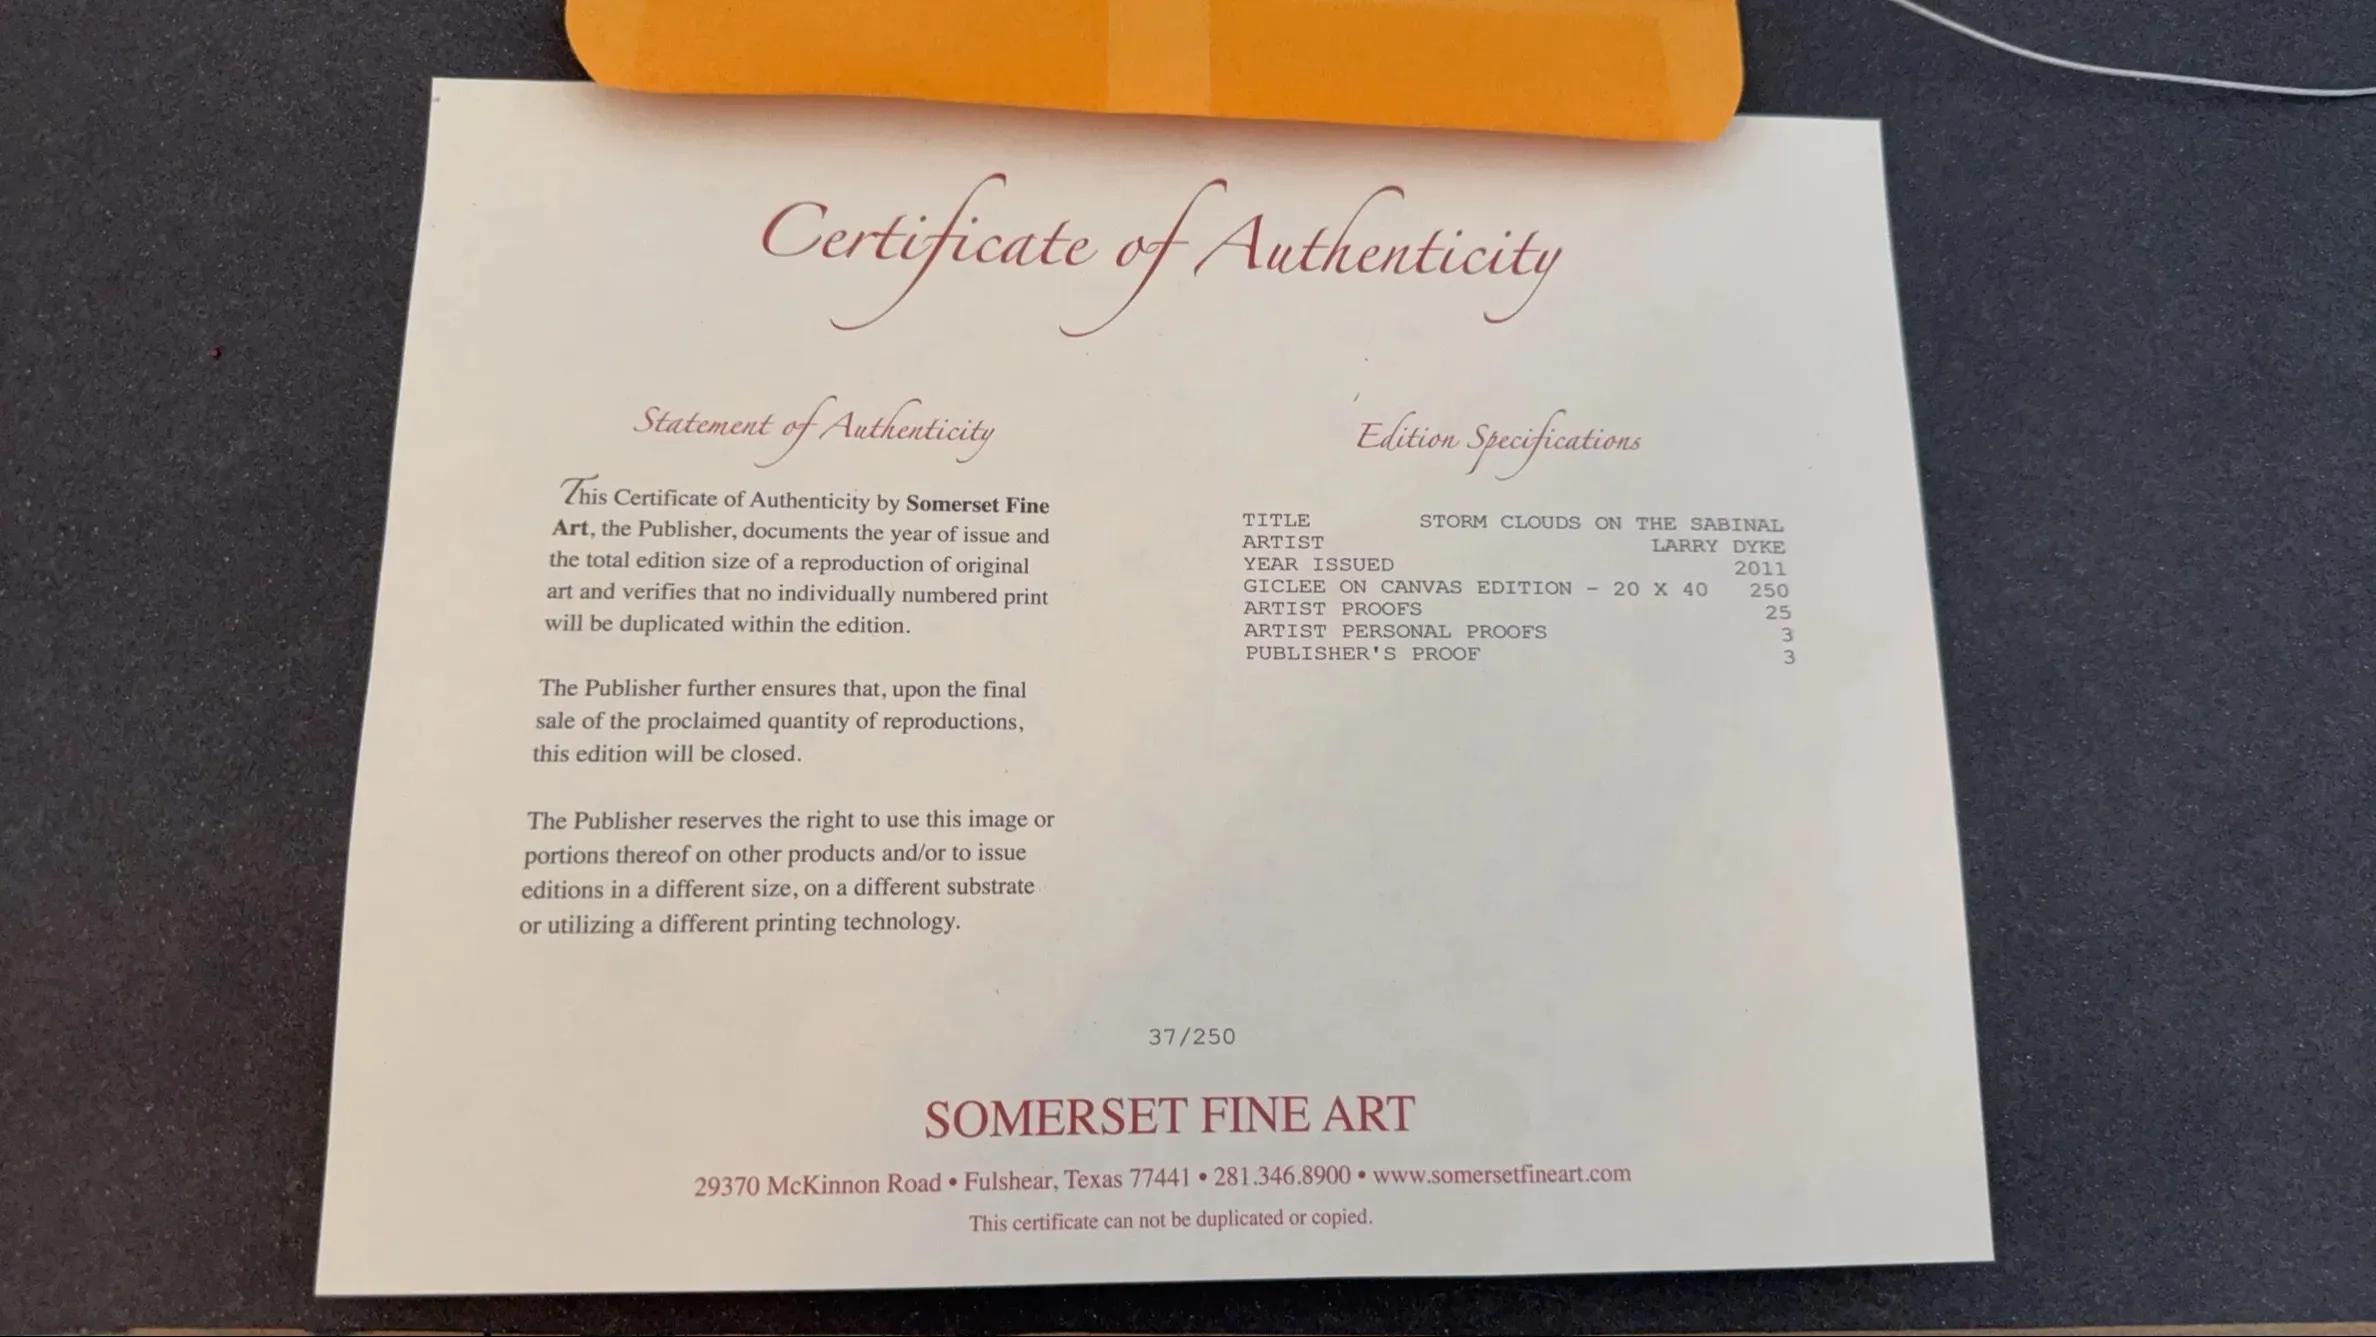 Certificate of Authenticity
Statement of Authenticity
This Certificate of Authenticity by Somerset Fine
Art, the Publisher, documents the year of issue and
the total edition size of a reproduction of original
art and verifies that no individually numbered print
will be duplicated within the edition.
The Publisher further ensures that, upon the final
sale of the proclaimed quantity of reproductions,
this edition will be closed.
The Publisher reserves the right to use this image or
portions thereof on other products and/or to issue
editions in a different size, on a different substrate
or utilizing a different printing technology.
Edition Specifications
TITLE STORM CLOUDS ON THE SABINAL
ARTIST LARRY DYKE
YEAR ISSUED 2011
GICLEE ON CANVAS EDITION - 20 X 40 250
ARTIST PROOFS 25
ARTIST PERSONAL PROOFS 3
PUBLISHER'S PROOF 3
37/250
SOMERSET FINE ART
29370 McKinnon Road • Fulshear, Texas 77441 • 281.346.8900 • www.somersetfineart.com
This certificate can not be duplicated or copied.